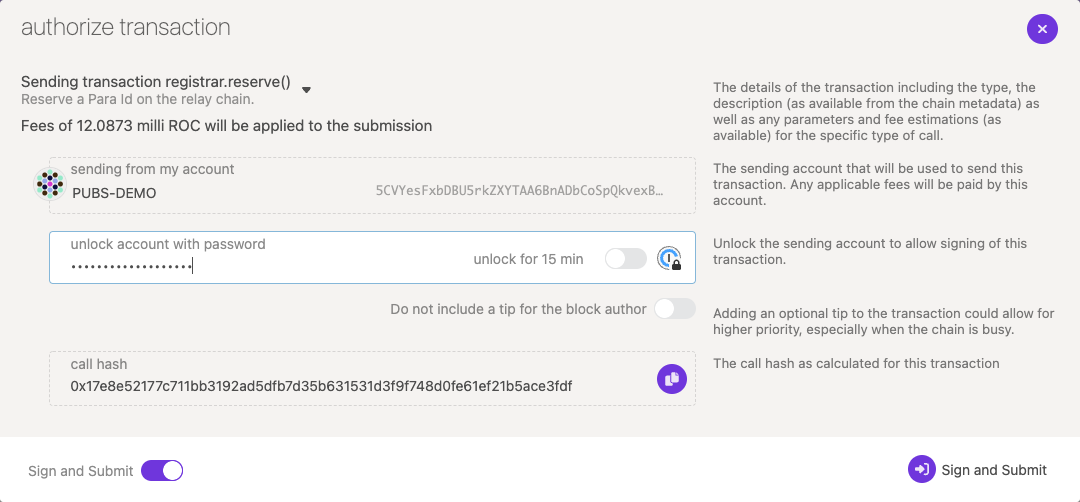 authorize transaction
Sending transaction registrar.reserve()
Reserve a Para Id on the relay chain.
Fees of 12.0873 milli ROC will be applied to the submission
The details of the transaction including the type, the
description (as available from the chain metadata) as
well as any parameters and fee estimations (as
available) for the specific type of call.
sending from my account
PUBS-DEMO
5CVYesFxbDBU5rkZXYTAA6BnADbCoSpQkvexB…
The sending account that will be used to send this
transaction. Any applicable fees will be paid by this
account.
unlock account with password
•••••••••••••••••••
unlock for 15 min
Unlock the sending account to allow signing of this
transaction.
Do not include a tip for the block author
Adding an optional tip to the transaction could allow for
higher priority, especially when the chain is busy.
call hash
0x17e8e52177c711bb3192ad5dfb7d35b631531d3f9f748d0fe61ef21b5ace3fdf
The call hash as calculated for this transaction
Sign and Submit
Sign and Submit